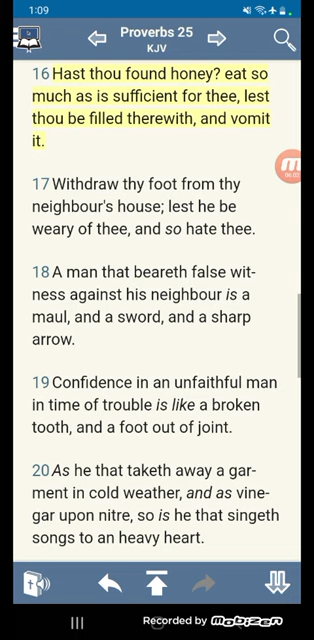 1:09
Proverbs 25
KJV
16 Hast thou found honey? eat so
much as is sufficient for thee, lest
thou be filled therewith, and vomit
it.
17 Withdraw thy foot from thy
neighbour's house; lest he be
weary of thee, and so hate thee.
18 A man that beareth false wit-
ness against his neighbour is a
maul, and a sword, and a sharp
arrow.
19 Confidence in an unfaithful man
in time of trouble is like a broken
tooth, and a foot out of joint.
20 As he that taketh away a gar-
ment in cold weather, and as vine-
gar upon nitre, so is he that singeth
songs to an heavy heart.
Recorded by mobizen